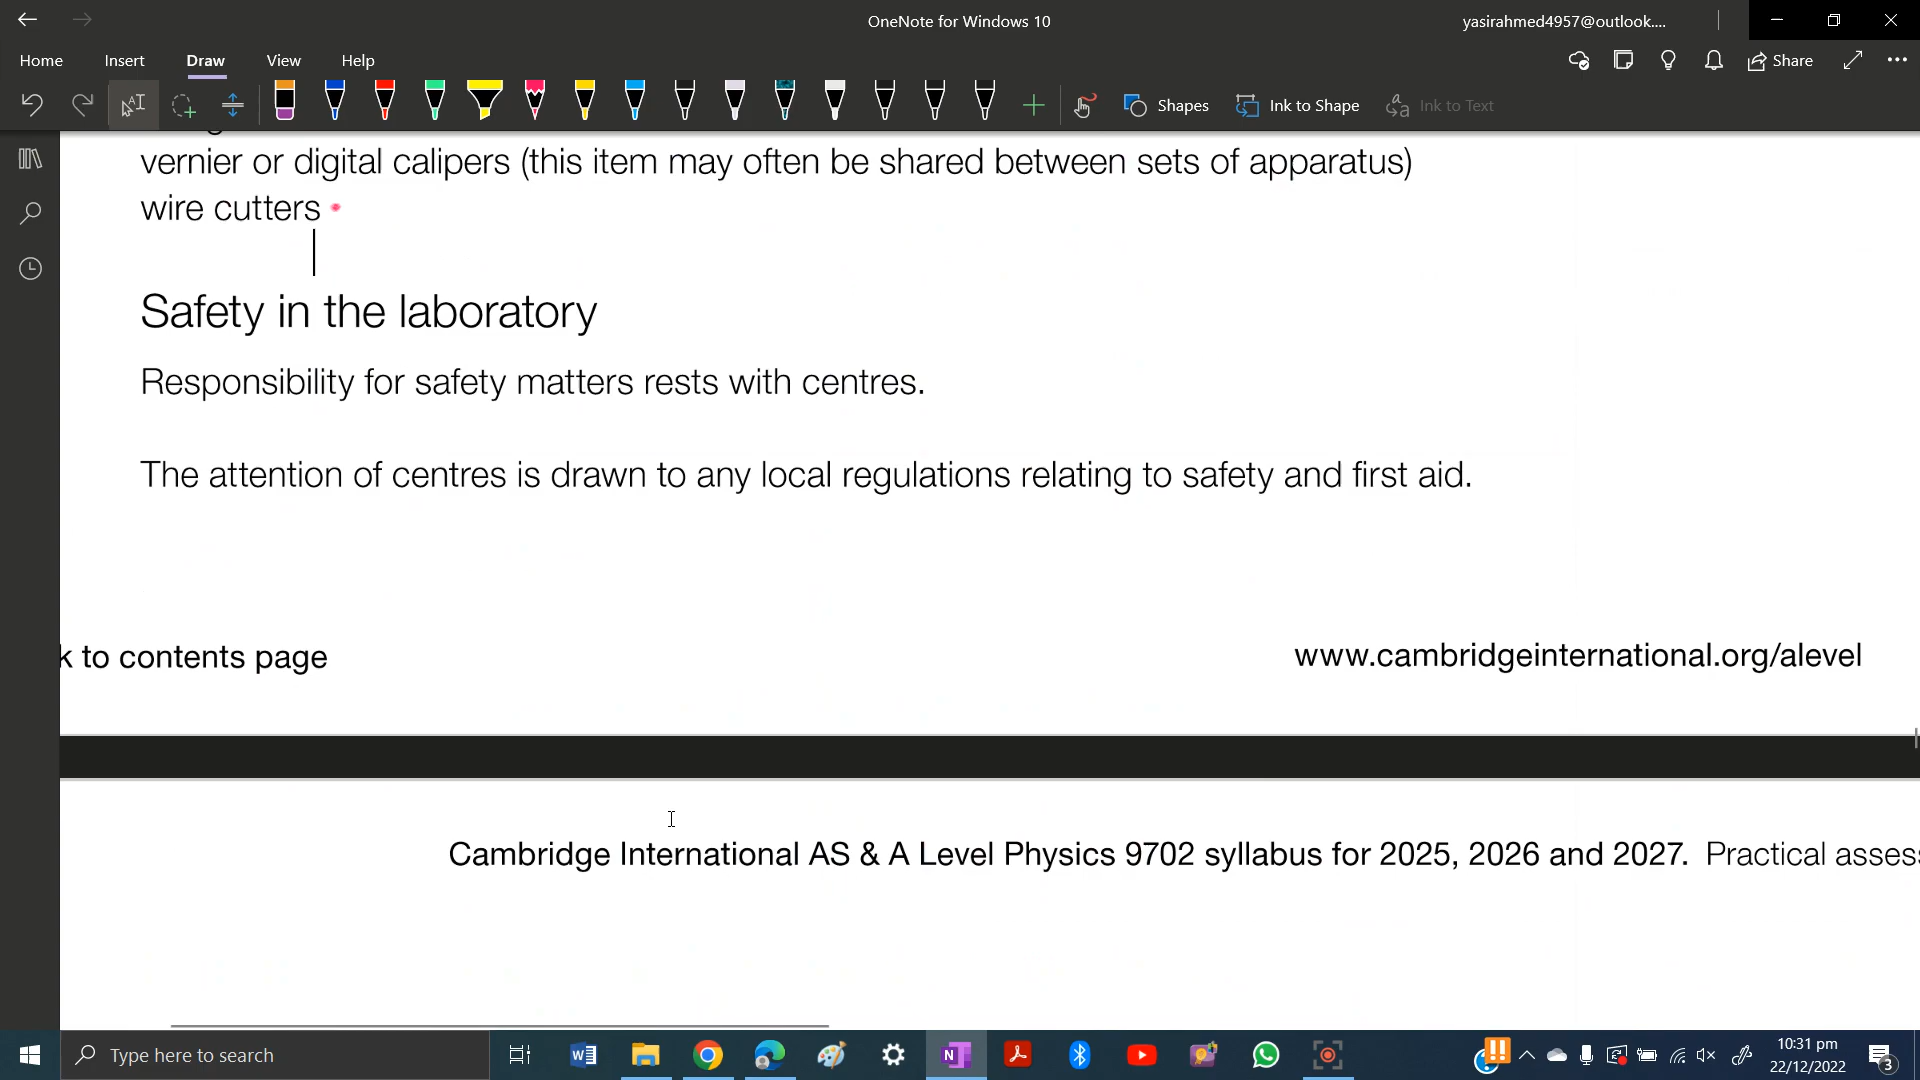 OneNote for Windows 10
yasirahmed4957@outlook....
Home Insert Draw View Help
Share
Shapes
Ink to Shape
Ink to Text
vernier or digital calipers (this item may often be shared between sets of apparatus)
wire cutters
Safety in the laboratory
Responsibility for safety matters rests with centres.
The attention of centres is drawn to any local regulations relating to safety and first aid.
k to contents page
www.cambridgeinternational.org/alevel
Cambridge International AS & A Level Physics 9702 syllabus for 2025, 2026 and 2027. Practical asses
Type here to search
10:31 pm
22/12/2022
3